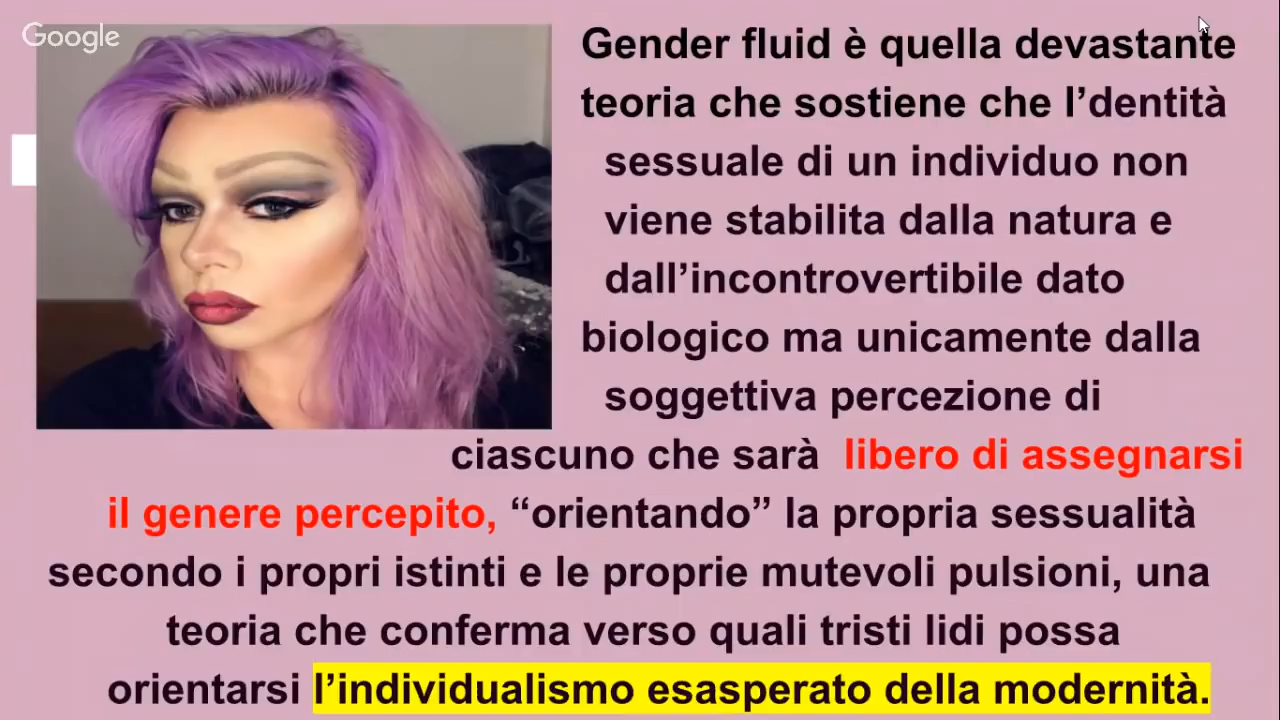 Google
Gender fluid è quella devastante
teoria che sostiene che l’dentità
sessuale di un individuo non
viene stabilita dalla natura e
dall’incontrovertibile dato
biologico ma unicamente dalla
soggettiva percezione di
ciascuno che sarà libero di assegnarsi
il genere percepito, “orientando” la propria sessualità
secondo i propri istinti e le proprie mutevoli pulsioni, una
teoria che conferma verso quali tristi lidi possa
orientarsi l’individualismo esasperato della modernità.